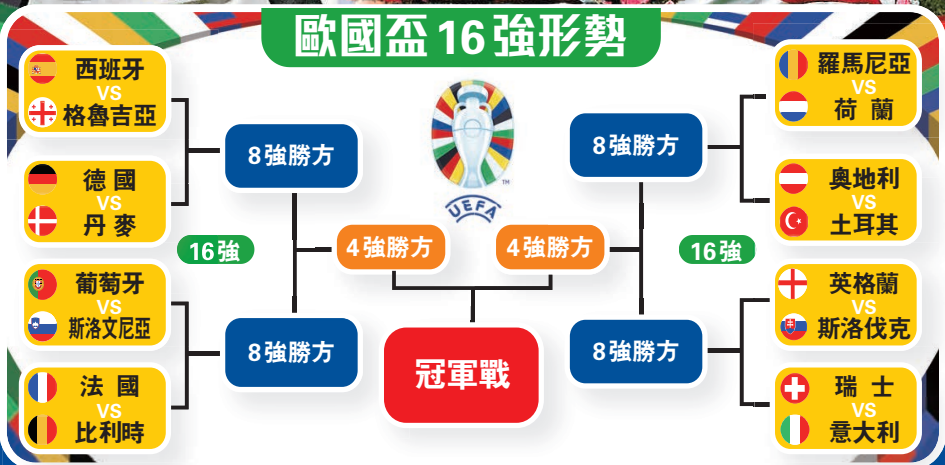 歐國盃16強形勢
西班牙
VS
格魯吉亞
德國
VS
丹麥
16強
葡萄牙
VS
斯洛文尼亞
法國
VS
比利時
8強勝方
8強勝方
4強勝方
UEFA
TM
4強勝方
冠軍戰
8強勝方
8強勝方
16強
羅馬尼亞
VS
荷蘭
奧地利
VS
土耳其
英格蘭
VS
斯洛伐克
瑞士
VS
意大利